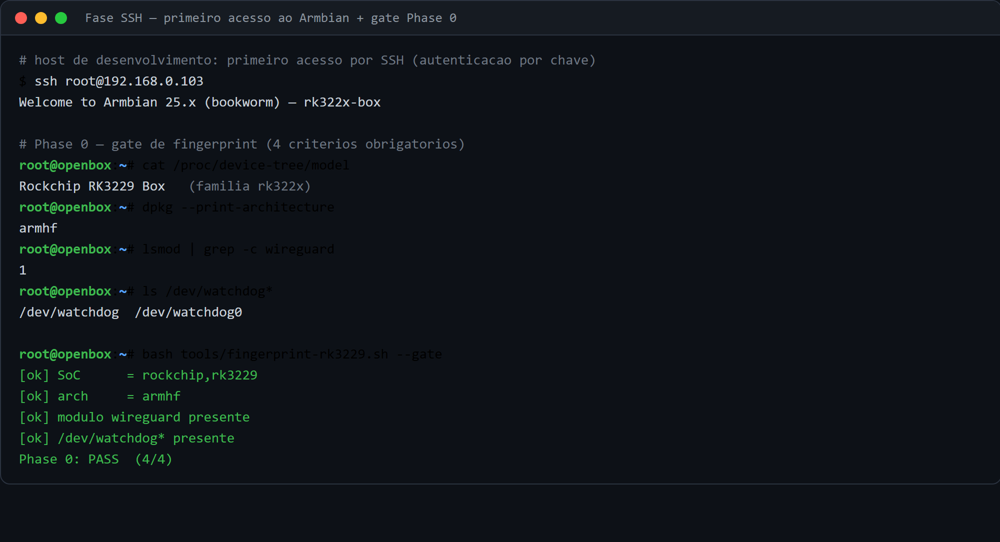 Fase SSH — primeiro acesso ao Armbian + gate Phase 0
# host de desenvolvimento: primeiro acesso por SSH (autenticacao por chave)
$ ssh root@192.168.0.103
Welcome to Armbian 25.x (bookworm) — rk322x-box
# Phase 0 — gate de fingerprint (4 criterios obrigatorios)
root@openbox:~# cat /proc/device-tree/model
Rockchip RK3229 Box   (familia rk322x)
root@openbox:~# dpkg --print-architecture
armhf
root@openbox:~# lsmod | grep -c wireguard
1
root@openbox:~# ls /dev/watchdog*
/dev/watchdog  /dev/watchdog0
root@openbox:~# bash tools/fingerprint-rk3229.sh --gate
[ok] SoC      = rockchip,rk3229
[ok] arch     = armhf
[ok] modulo wireguard presente
[ok] /dev/watchdog* presente
Phase 0: PASS  (4/4)